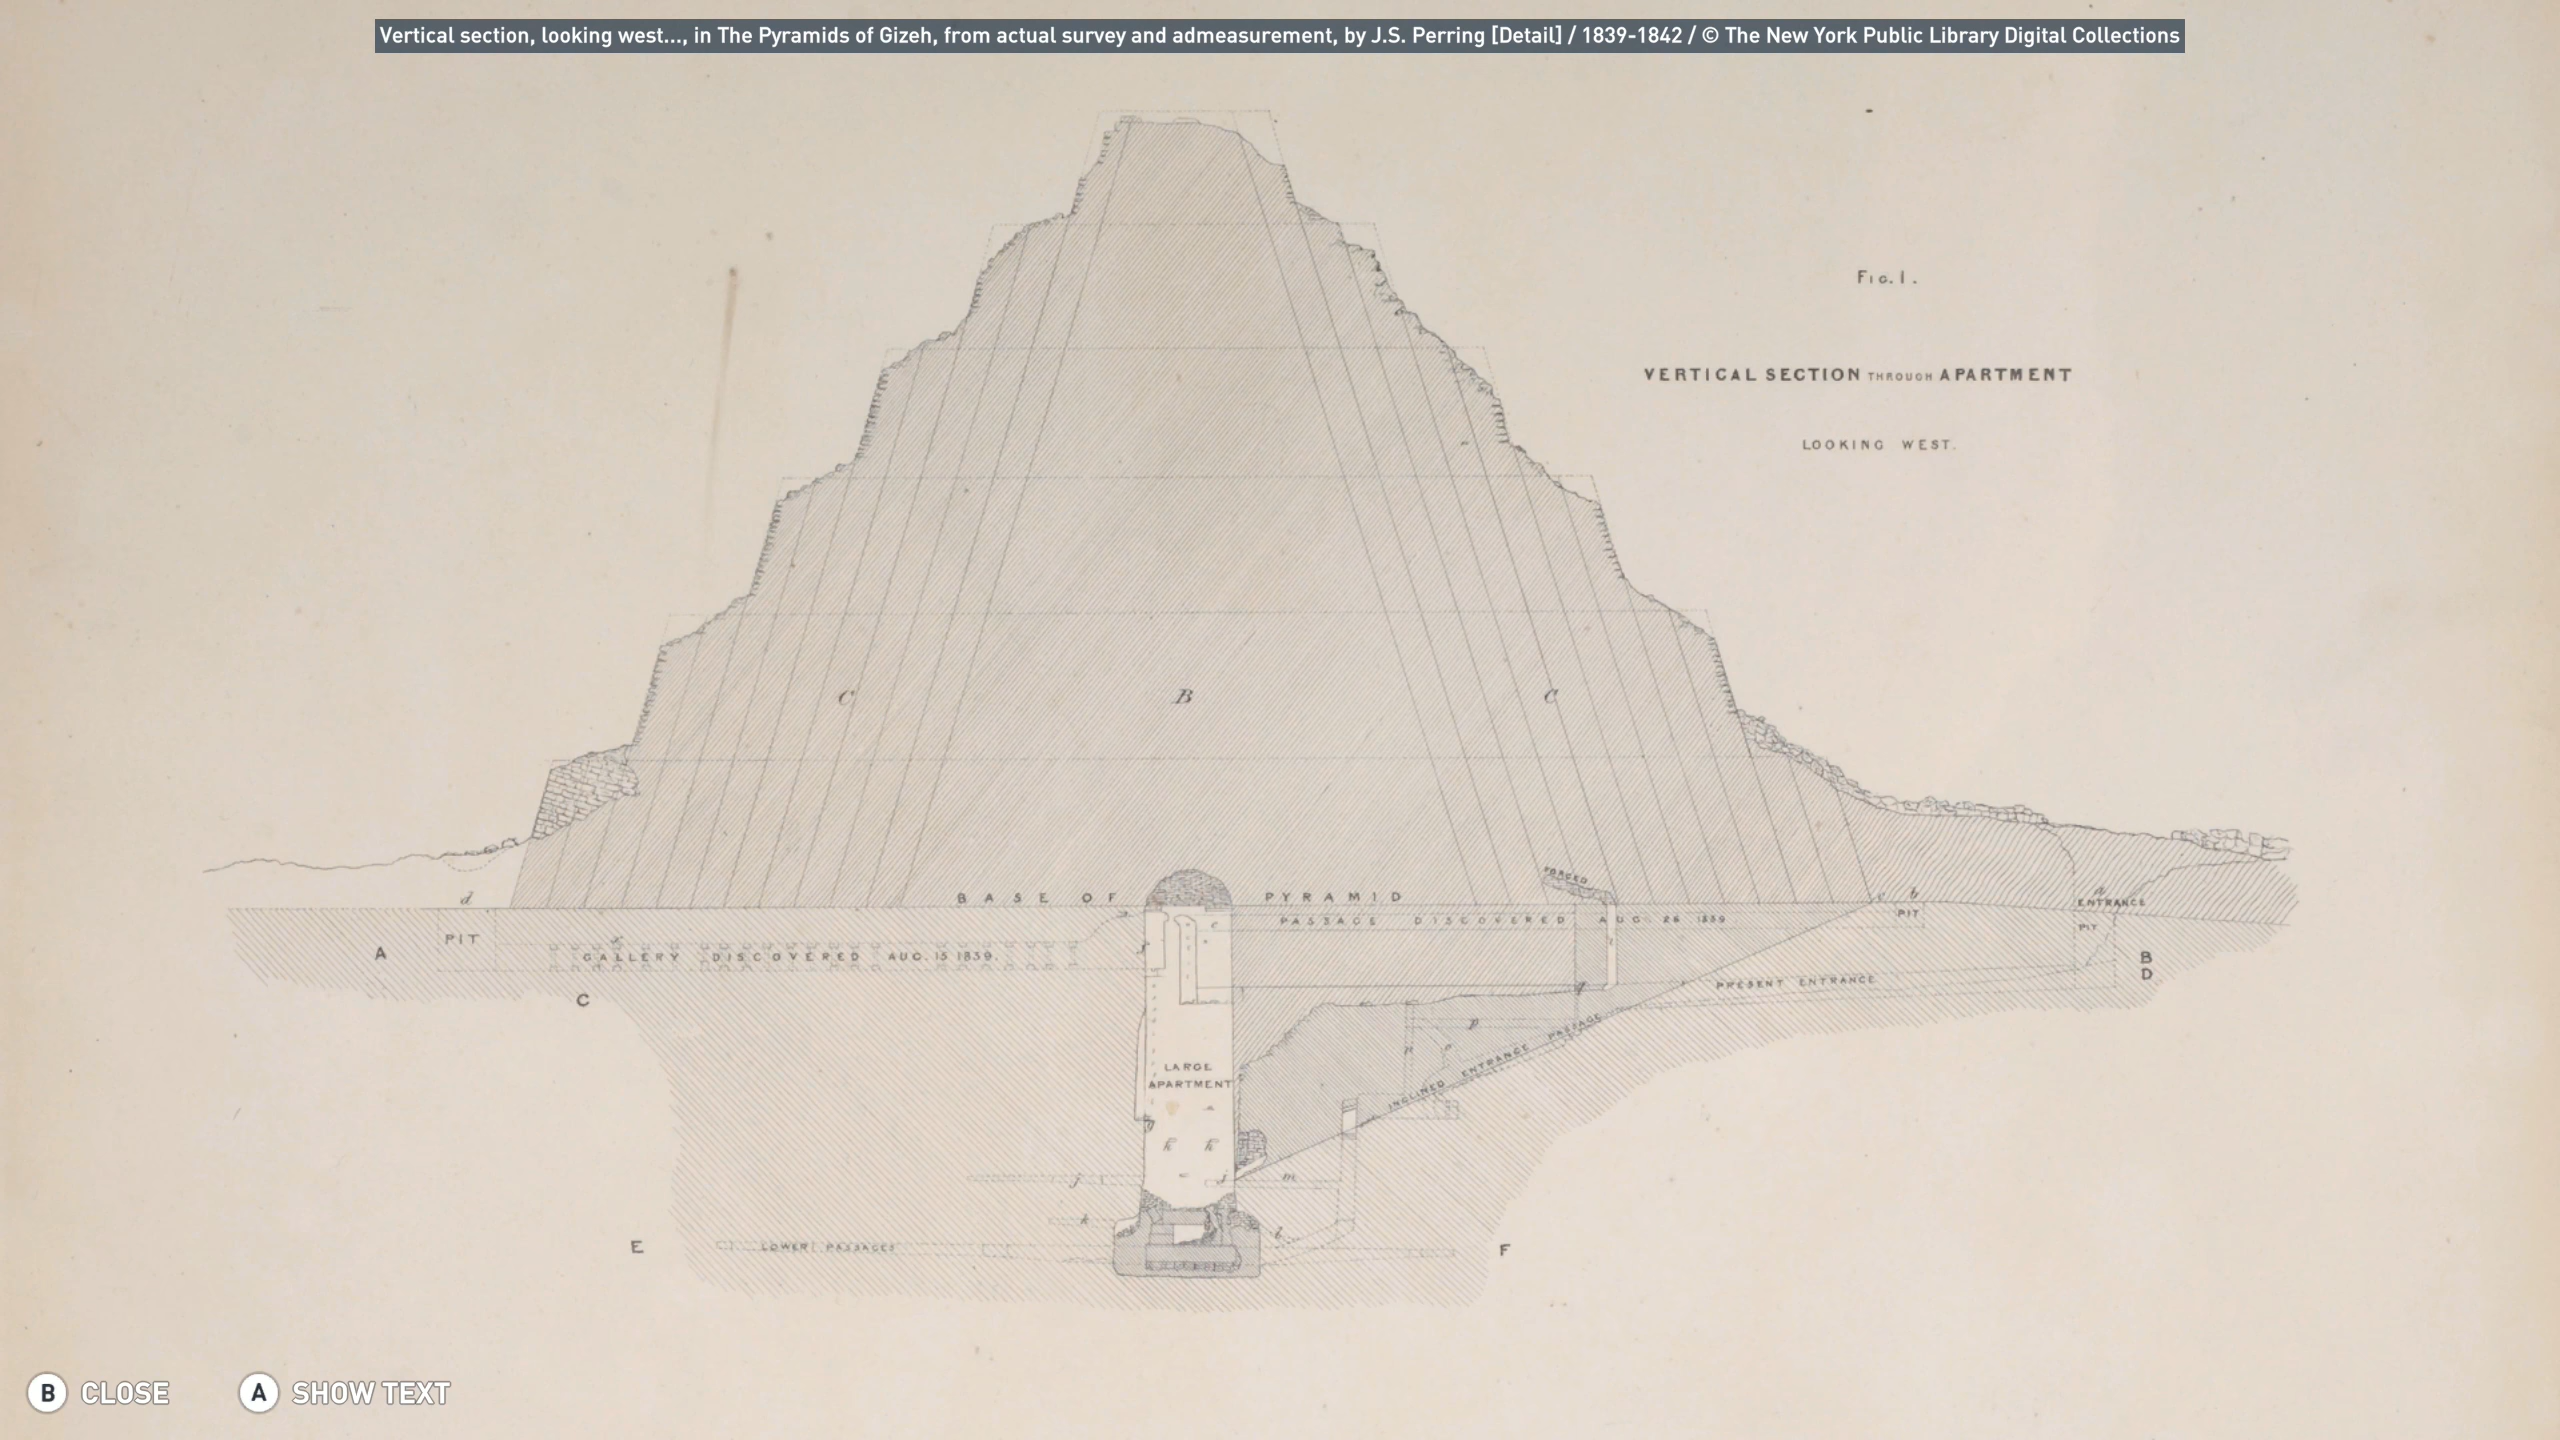 Vertical section, looking west..., in The Pyramids of Gizeh, from actual survey and admeasurement, by J.S. Perring [Detail] / 1839-1842 / © The New York Public Library Digital Collections
FIG. 1.
VERTICAL SECTION THROUGH APARTMENT
LOOKING WEST.
C B C
FORCED
d
BASE OF PYRAMID
c b a
ENTRANCE
PASSAGE DISCOVERED AUG. 26 1839
PIT
PIT
PIT
e
f
i
A
GALLERY DISCOVERED AUG. 15 1839.
B
D
C
PRESENT ENTRANCE
q
p
n o
INCLINED ENTRANCE PASSAGE
LARGE
APARTMENT
g
h h
j j m
k l
E
LOWER PASSAGES
F
B CLOSE
A SHOW TEXT